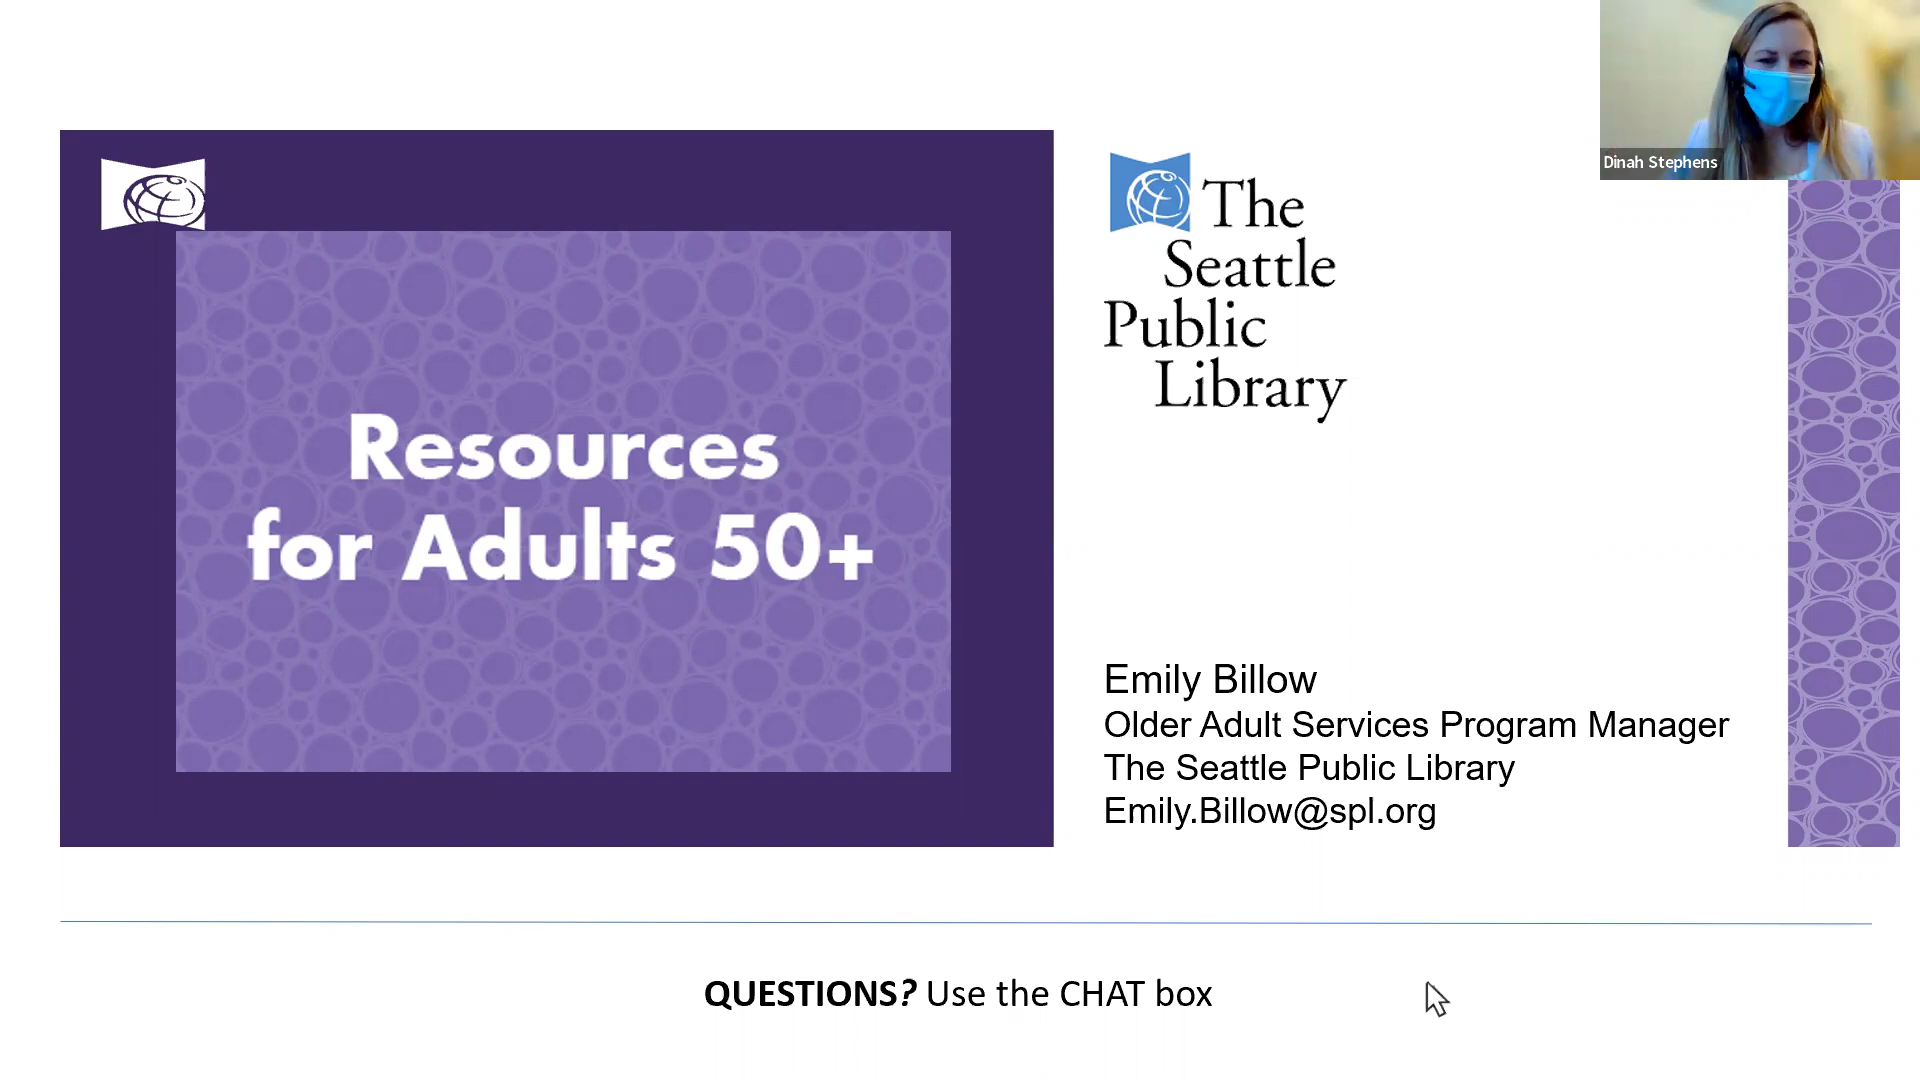 Dinah Stephens
The
Seattle
Public
Library
Resources
for Adults 50+
Emily Billow
Older Adult Services Program Manager
The Seattle Public Library
Emily.Billow@spl.org
QUESTIONS? Use the CHAT box